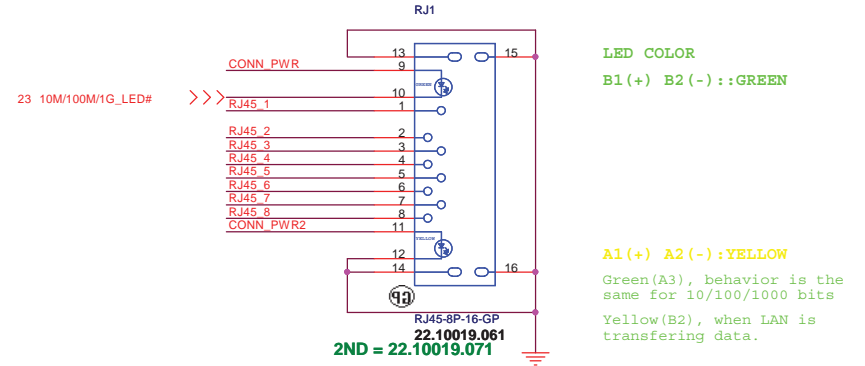 RJ1
13
15
CONN_PWR
9
GREEN
23 10M/100M/1G_LED#
10
RJ45_1
1
RJ45_2
2
RJ45_3
3
RJ45_4
4
RJ45_5
5
RJ45_6
6
RJ45_7
7
RJ45_8
8
CONN_PWR2
11
YELLOW
12
14
16
GP
RJ45-8P-16-GP
22.10019.061
2ND = 22.10019.071
LED COLOR
B1(+) B2(-)::GREEN
A1(+) A2(-):YELLOW
Green(A3), behavior is the
same for 10/100/1000 bits
Yellow(B2), when LAN is
transfering data.